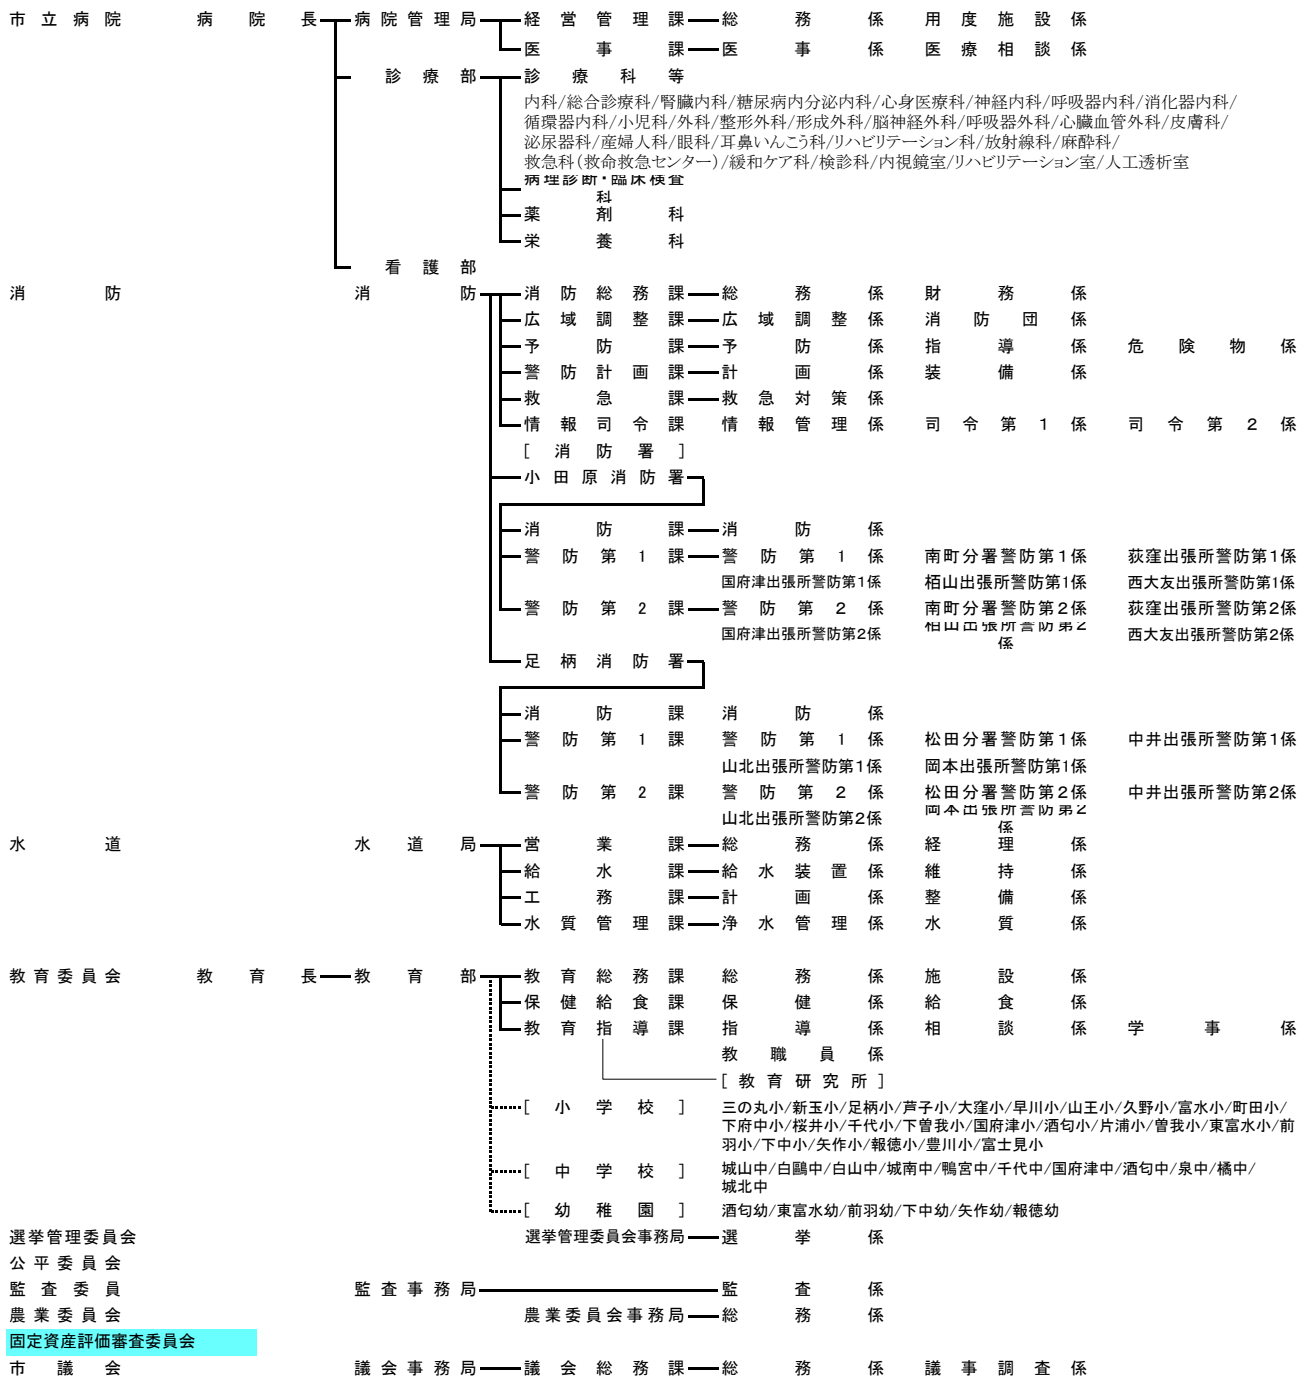 市立病院 病院長 病院管理局 経営管理課 総務係 用度施設係
医事課 医事係 医療相談係
診療部 診療科等
内科/総合診療科/腎臓内科/糖尿病内分泌内科/心身医療科/神経内科/呼吸器内科/消化器内科/
循環器内科/小児科/外科/整形外科/形成外科/脳神経外科/呼吸器外科/心臓血管外科/皮膚科/
泌尿器科/産婦人科/眼科/耳鼻いんこう科/リハビリテーション科/放射線科/麻酔科/
救急科(救命救急センター)/緩和ケア科/検診科/内視鏡室/リハビリテーション室/人工透析室
病理診断・臨床検査
科
薬剤科
栄養科
看護部
消防 消防 消防総務課 総務係 財務係
広域調整課 広域調整係 消防団係
予防課 予防係 指導係 危険物係
警防計画課 計画係 装備係
救急課 救急対策係
情報司令課 情報管理係 司令第1係 司令第2係
[消防署]
小田原消防署
消防課 消防係
警防第1課 警防第1係 南町分署警防第1係 荻窪出張所警防第1係
国府津出張所警防第1係 栢山出張所警防第1係 西大友出張所警防第1係
警防第2課 警防第2係 南町分署警防第2係 荻窪出張所警防第2係
国府津出張所警防第2係 栢山出張所警防第2係 西大友出張所警防第2係
足柄消防署
消防課 消防係
警防第1課 警防第1係 松田分署警防第1係 中井出張所警防第1係
山北出張所警防第1係 岡本出張所警防第1係
警防第2課 警防第2係 松田分署警防第2係 中井出張所警防第2係
山北出張所警防第2係 岡本出張所警防第2係
水道 水道局 営業課 総務係 経理係
給水課 給水装置係 維持係
工務課 計画係 整備係
水質管理課 浄水管理係 水質係
教育委員会 教育長 教育部 教育総務課 総務係 施設係
保健給食課 保健係 給食係
教育指導課 指導係 相談係 学事係
教職員係
[教育研究所]
[小学校] 三の丸小/新玉小/足柄小/芦子小/大窪小/早川小/山王小/久野小/富水小/町田小/
下府中小/桜井小/千代小/下曽我小/国府津小/酒匂小/片浦小/曽我小/東富水小/前
羽小/下中小/矢作小/報徳小/豊川小/富士見小
[中学校] 城山中/白鷗中/白山中/城南中/鴨宮中/千代中/国府津中/酒匂中/泉中/橘中/
城北中
[幼稚園] 酒匂幼/東富水幼/前羽幼/下中幼/矢作幼/報徳幼
選挙管理委員会 選挙管理委員会事務局 選挙係
公平委員会
監査委員 監査事務局 監査係
農業委員会 農業委員会事務局 総務係
固定資産評価審査委員会
市議会 議会事務局 議会総務課 総務係 議事調査係